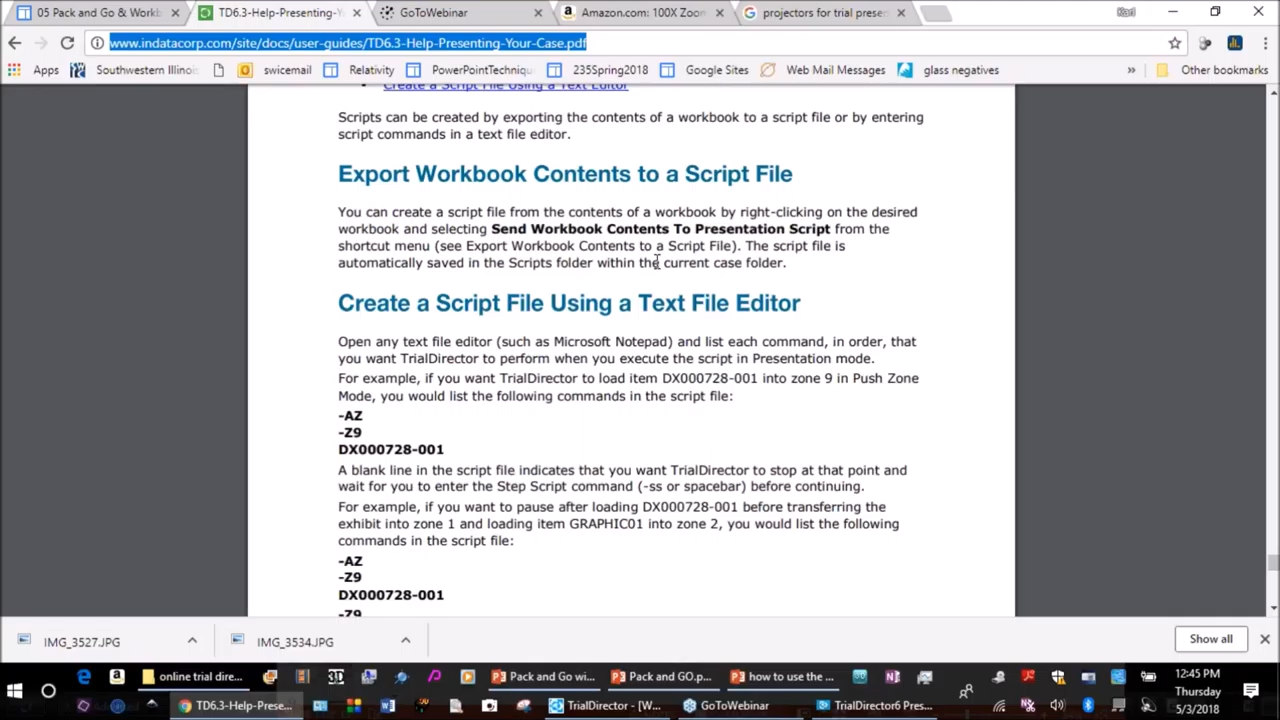 05 Pack and Go & Workb
TD6.3-Help-Presenting-Y
GoToWebinar
Amazon.com: 100X Zoom
projectors for trial presen
Karl
www.indatacorp.com/site/docs/user-guides/TD6.3-Help-Presenting-Your-Case.pdf
Apps
Southwestern Illinoi
swicemail
Relativity
PowerPointTechniqu
235Spring2018
Google Sites
Web Mail Messages
glass negatives
»
Other bookmarks
• Create a Script File Using a Text Editor
Scripts can be created by exporting the contents of a workbook to a script file or by entering
script commands in a text file editor.
Export Workbook Contents to a Script File
You can create a script file from the contents of a workbook by right-clicking on the desired
workbook and selecting Send Workbook Contents To Presentation Script from the
shortcut menu (see Export Workbook Contents to a Script File). The script file is
automatically saved in the Scripts folder within the current case folder.
Create a Script File Using a Text File Editor
Open any text file editor (such as Microsoft Notepad) and list each command, in order, that
you want TrialDirector to perform when you execute the script in Presentation mode.
For example, if you want TrialDirector to load item DX000728-001 into zone 9 in Push Zone
Mode, you would list the following commands in the script file:
-AZ
-Z9
DX000728-001
A blank line in the script file indicates that you want TrialDirector to stop at that point and
wait for you to enter the Step Script command (-ss or spacebar) before continuing.
For example, if you want to pause after loading DX000728-001 before transferring the
exhibit into zone 1 and loading item GRAPHIC01 into zone 2, you would list the following
commands in the script file:
-AZ
-Z9
DX000728-001
-Z9
IMG_3527.JPG
IMG_3534.JPG
Show all
online trial dire...
Pack and Go wi...
Pack and GO.p...
how to use the ...
12:45 PM
Thursday
5/3/2018
TD6.3-Help-Prese...
TrialDirector - [W...
GoToWebinar
TrialDirector6 Pres...